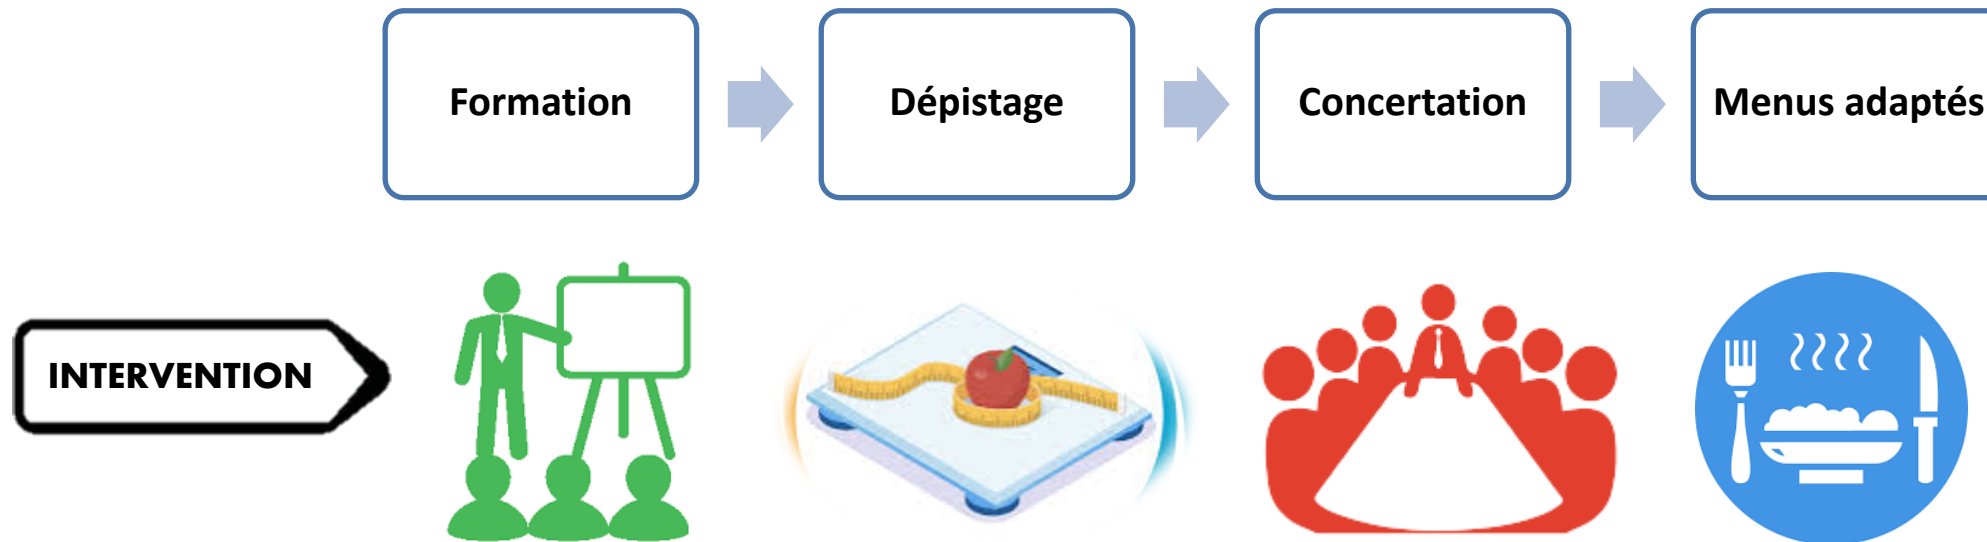 Formation
Dépistage
Concertation
Menus adaptés
INTERVENTION